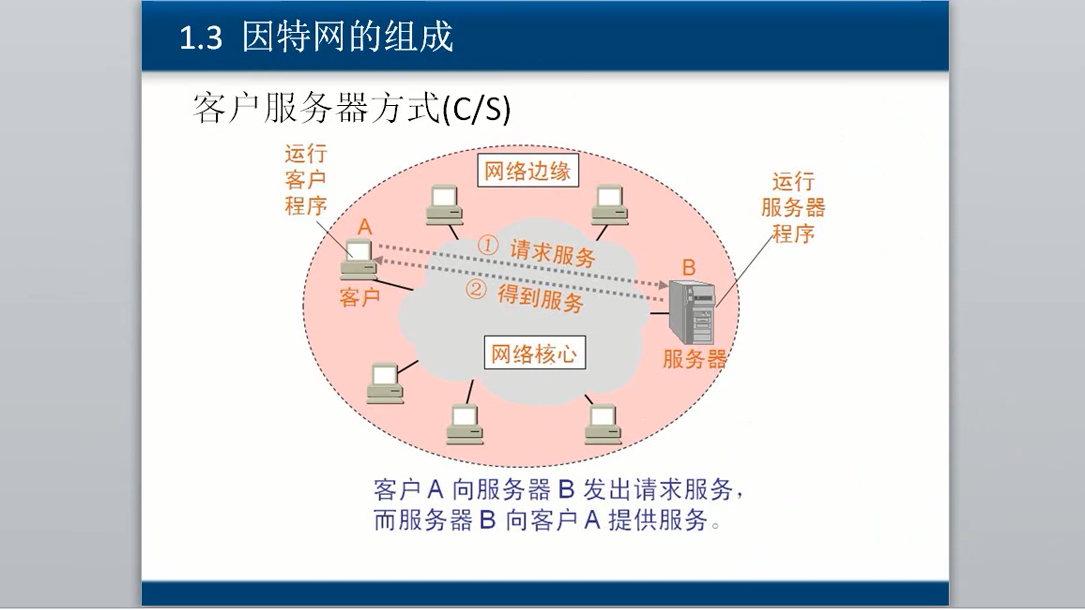 1.3 因特网的组成
客户服务器方式(C/S)
运行
客户
程序
网络边缘
运行
服务器
程序
A
① 请求服务
B
② 得到服务
客户
网络核心
服务器
客户 A 向服务器 B 发出请求服务，
而服务器 B 向客户 A 提供服务。